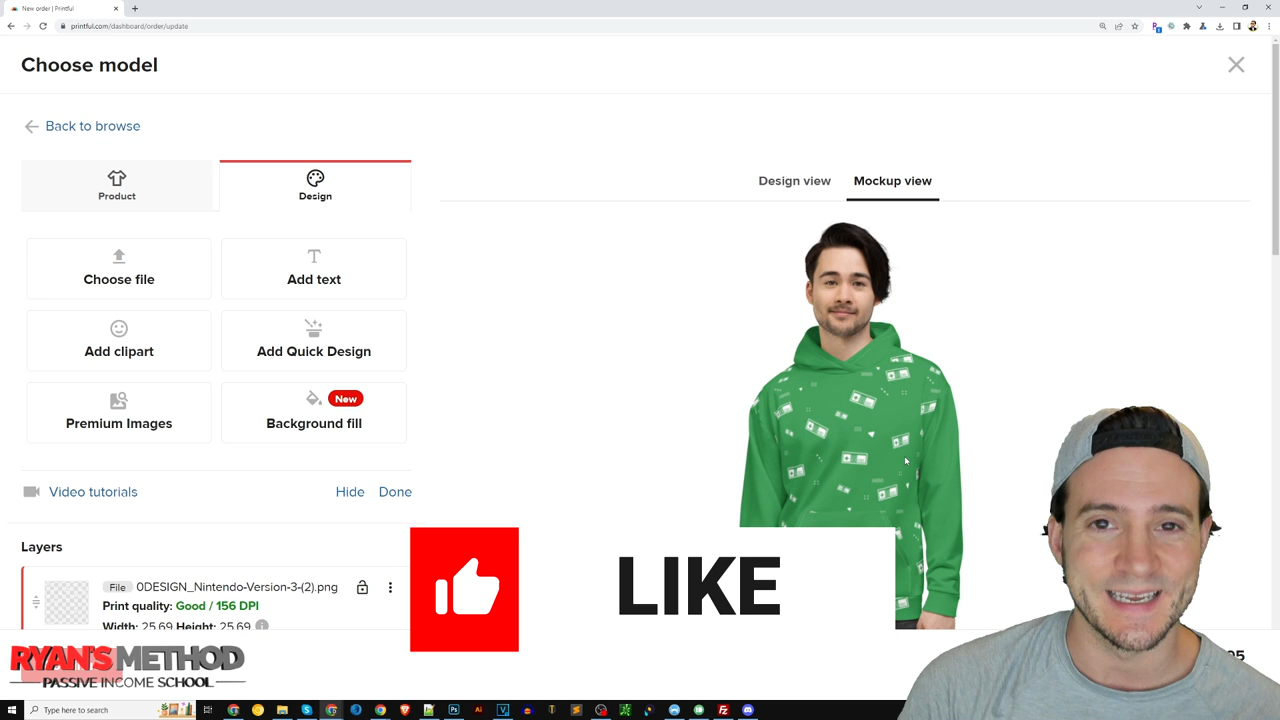 New order | Printful
printful.com/dashboard/order/update
Choose model
Back to browse
Product
Design
Design view
Mockup view
Choose file
Add text
Add clipart
Add Quick Design
New
Premium Images
Background fill
Video tutorials
Hide
Done
Layers
File
0DESIGN_Nintendo-Version-3-(2).png
Print quality: Good / 156 DPI
Width: 25.69 Height: 25.69
LIKE
RYAN'S METHOD
PASSIVE INCOME SCHOOL
Type here to search